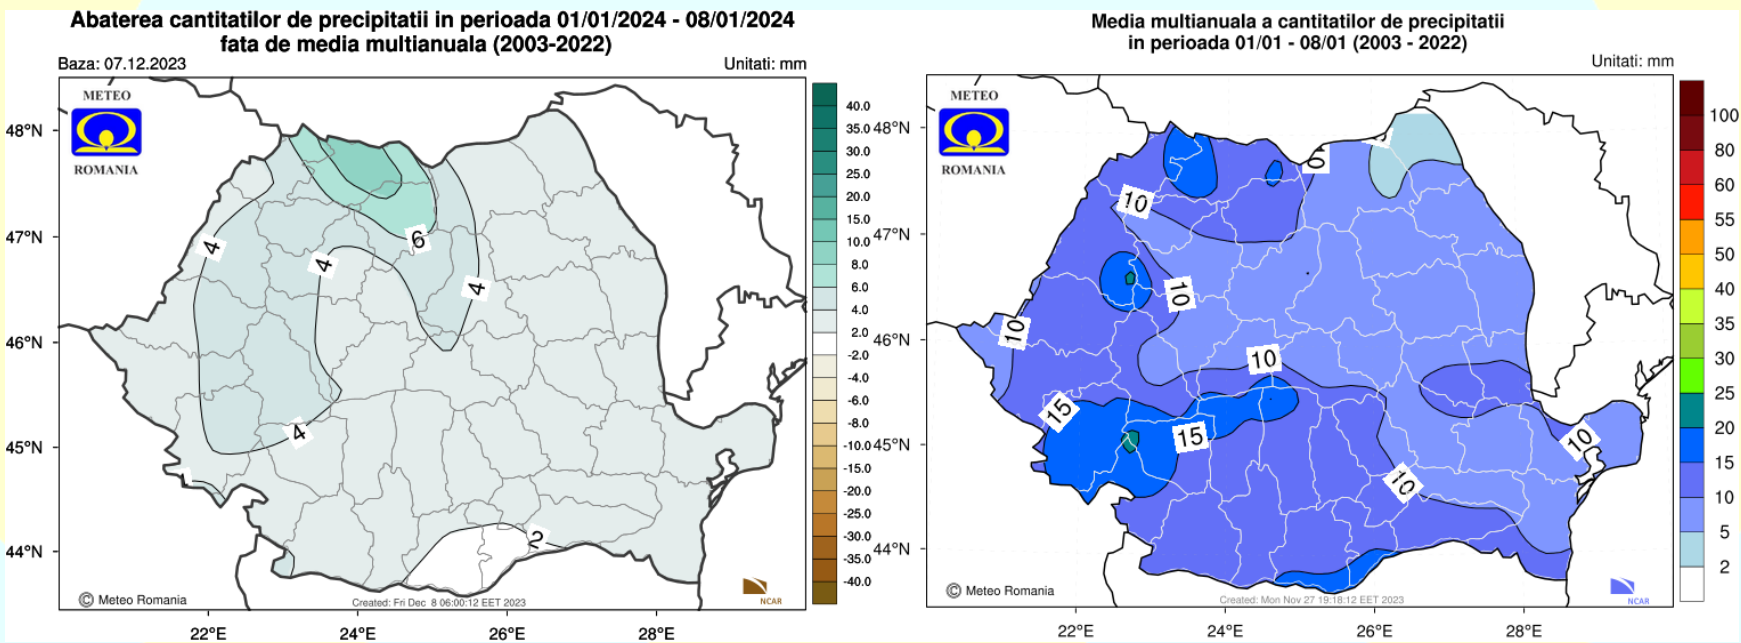 Abaterea cantitatilor de precipitatii in perioada 01/01/2024 - 08/01/2024
fata de media multianuala (2003-2022)
Baza: 07.12.2023
Unitati: mm
METEO
ROMANIA
48°N
47°N
46°N
45°N
44°N
22°E
24°E
26°E
28°E
4
4
6
4
4
2
40.0
35.0
30.0
25.0
20.0
15.0
10.0
8.0
6.0
4.0
2.0
-2.0
-4.0
-6.0
-8.0
-10.0
-15.0
-20.0
-25.0
-30.0
-35.0
-40.0
© Meteo Romania
Created: Fri Dec 8 06:00:12 EET 2023
NCAR
Media multianuala a cantitatilor de precipitatii
in perioada 01/01 - 08/01 (2003 - 2022)
Unitati: mm
METEO
ROMANIA
48°N
47°N
46°N
45°N
44°N
22°E
24°E
26°E
28°E
10
10
10
10
15
15
10
10
100
80
60
55
50
40
35
30
25
20
15
10
5
2
© Meteo Romania
Created: Mon Nov 27 19:18:12 EET 2023
NCAR